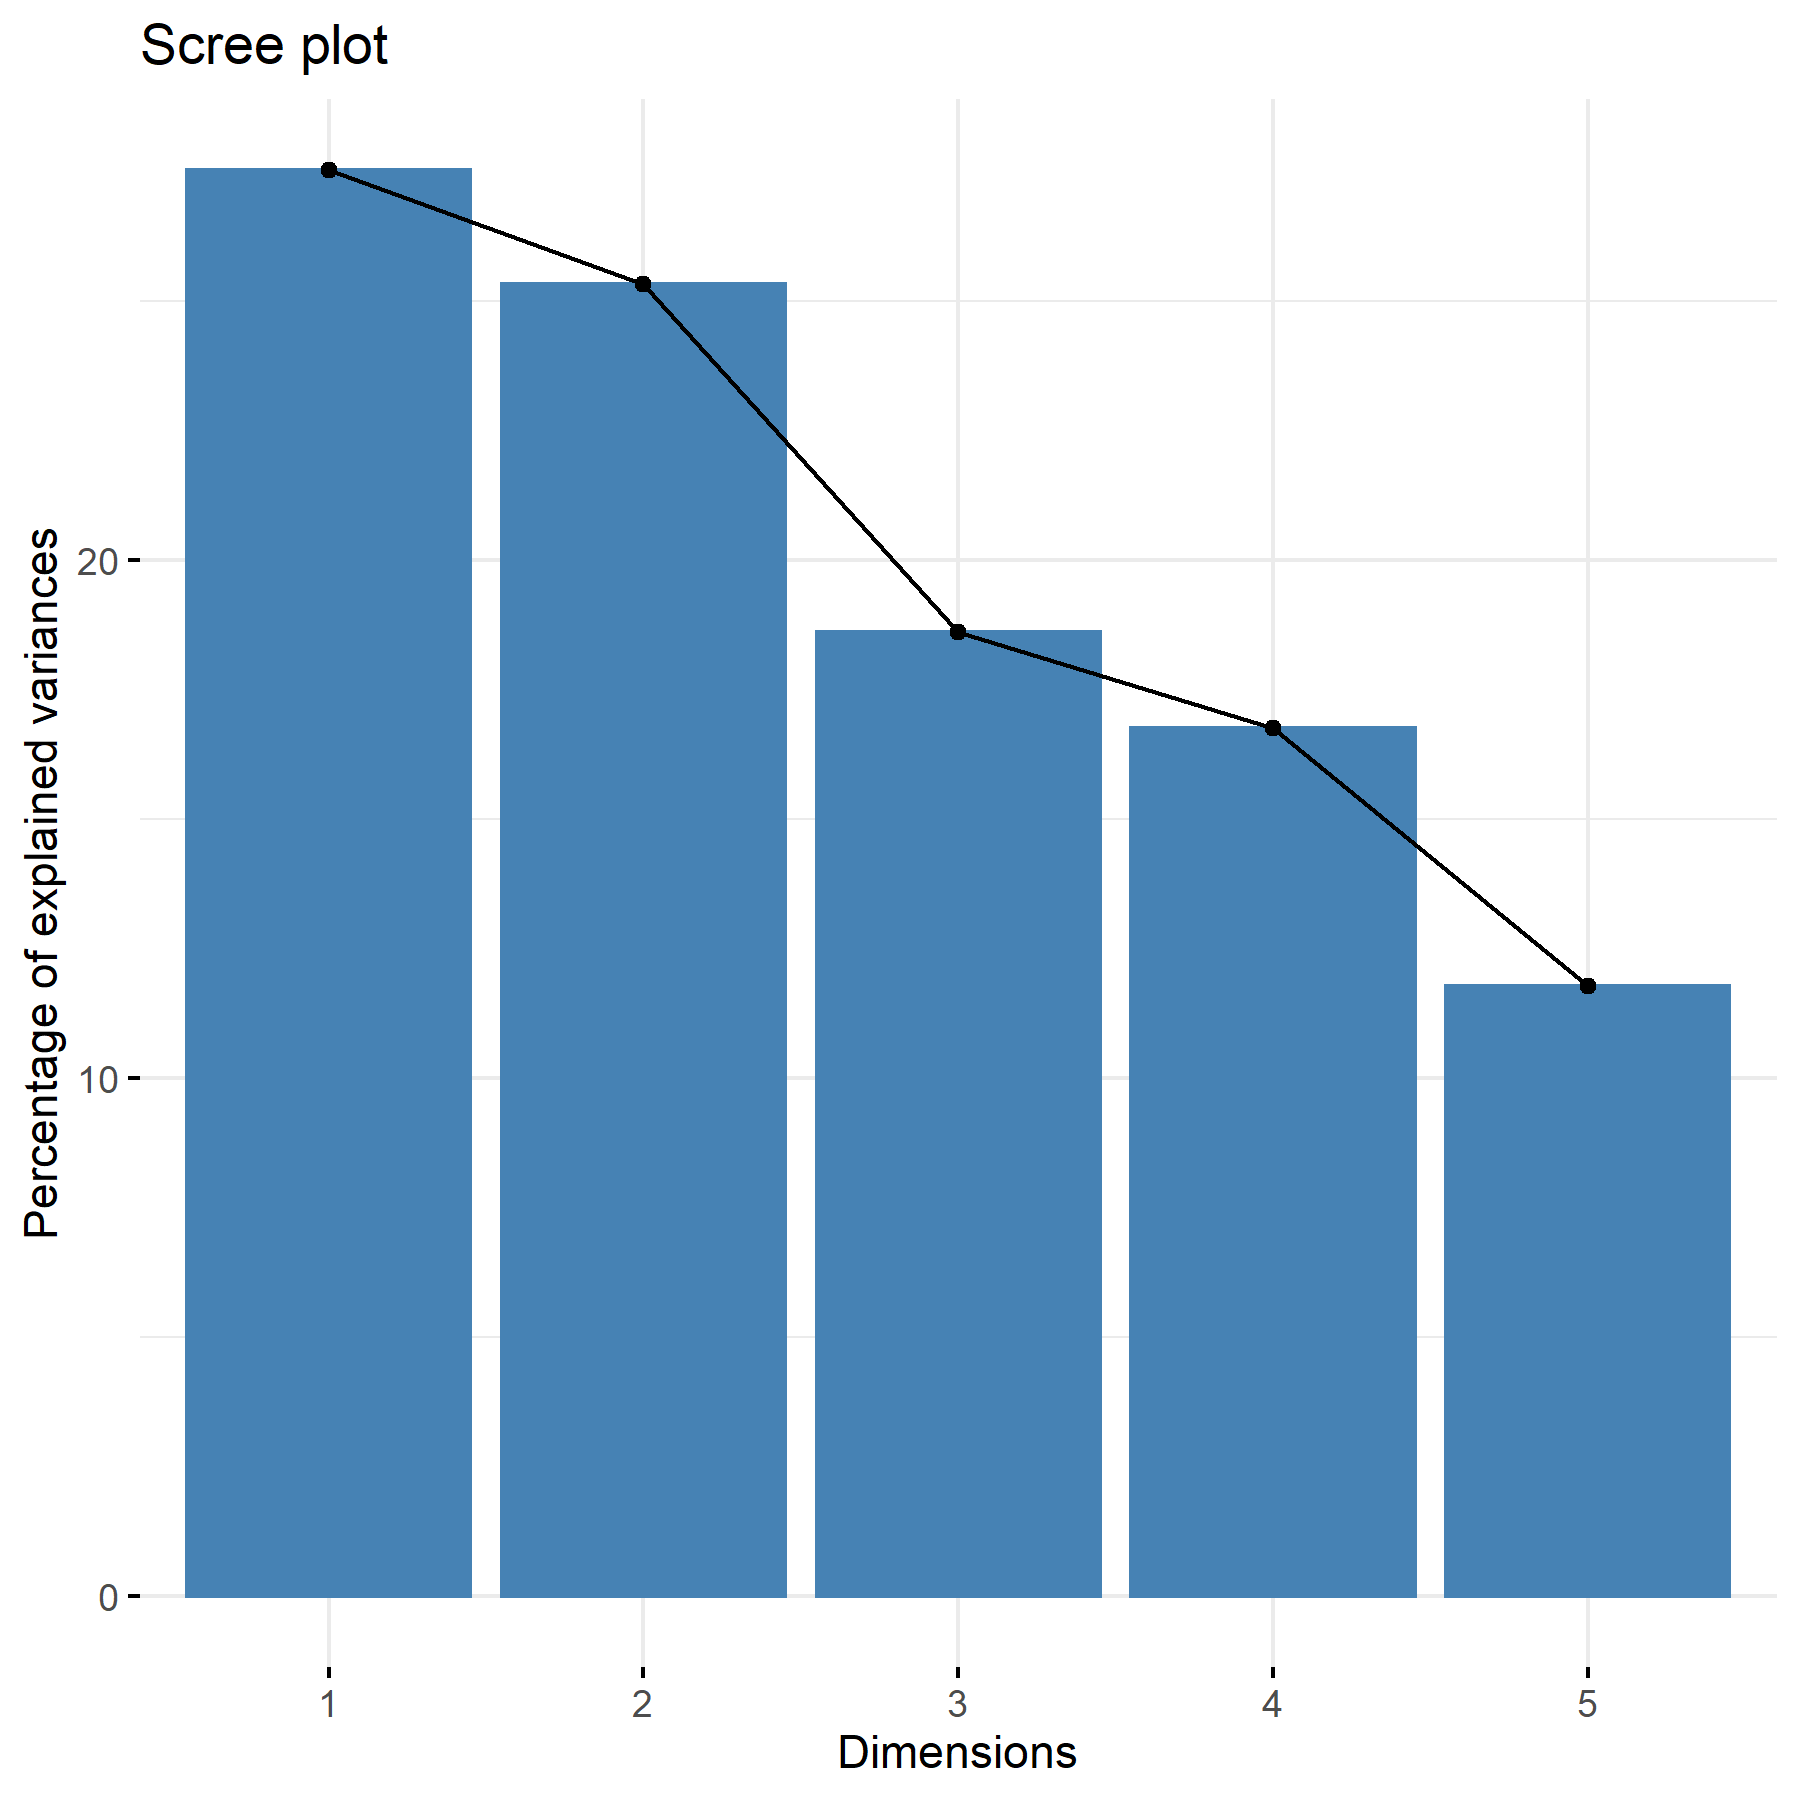 Scree plot
Percentage of explained variances
20
10
0
1 2 3 4 5
Dimensions